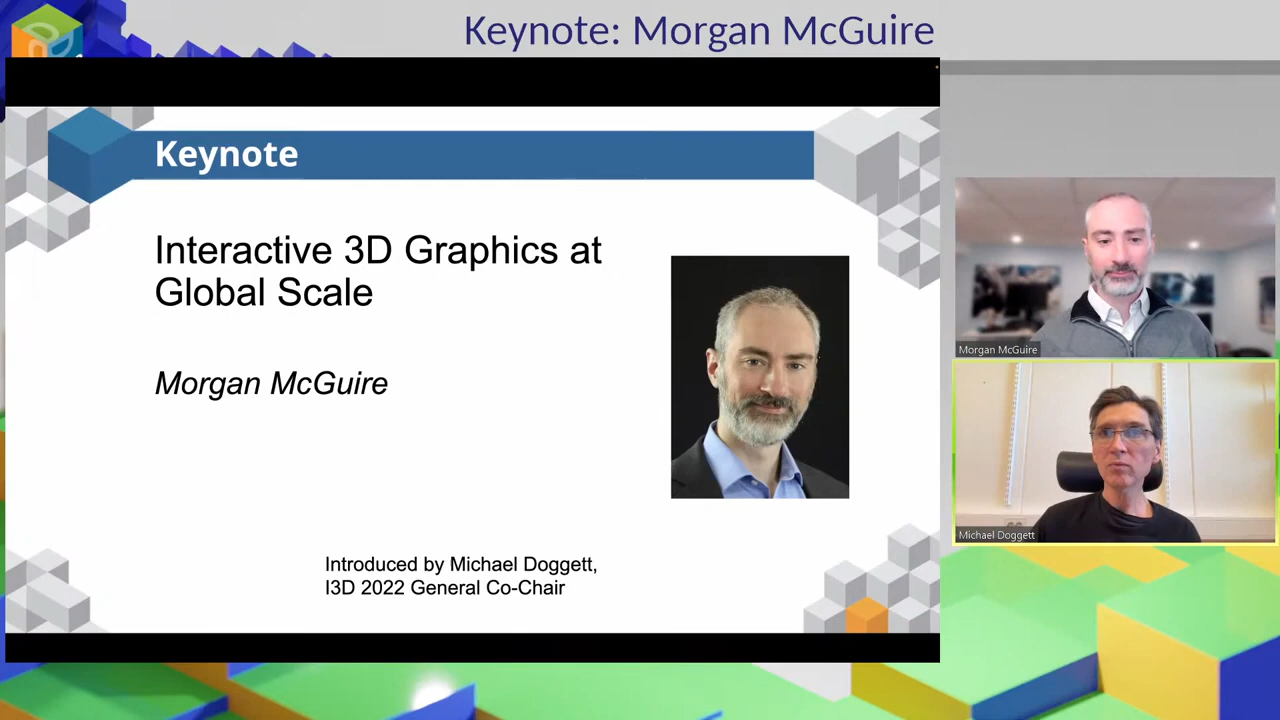 Keynote: Morgan McGuire
Keynote
Interactive 3D Graphics at
Global Scale
Morgan McGuire
Introduced by Michael Doggett,
I3D 2022 General Co-Chair
Morgan McGuire
Michael Doggett